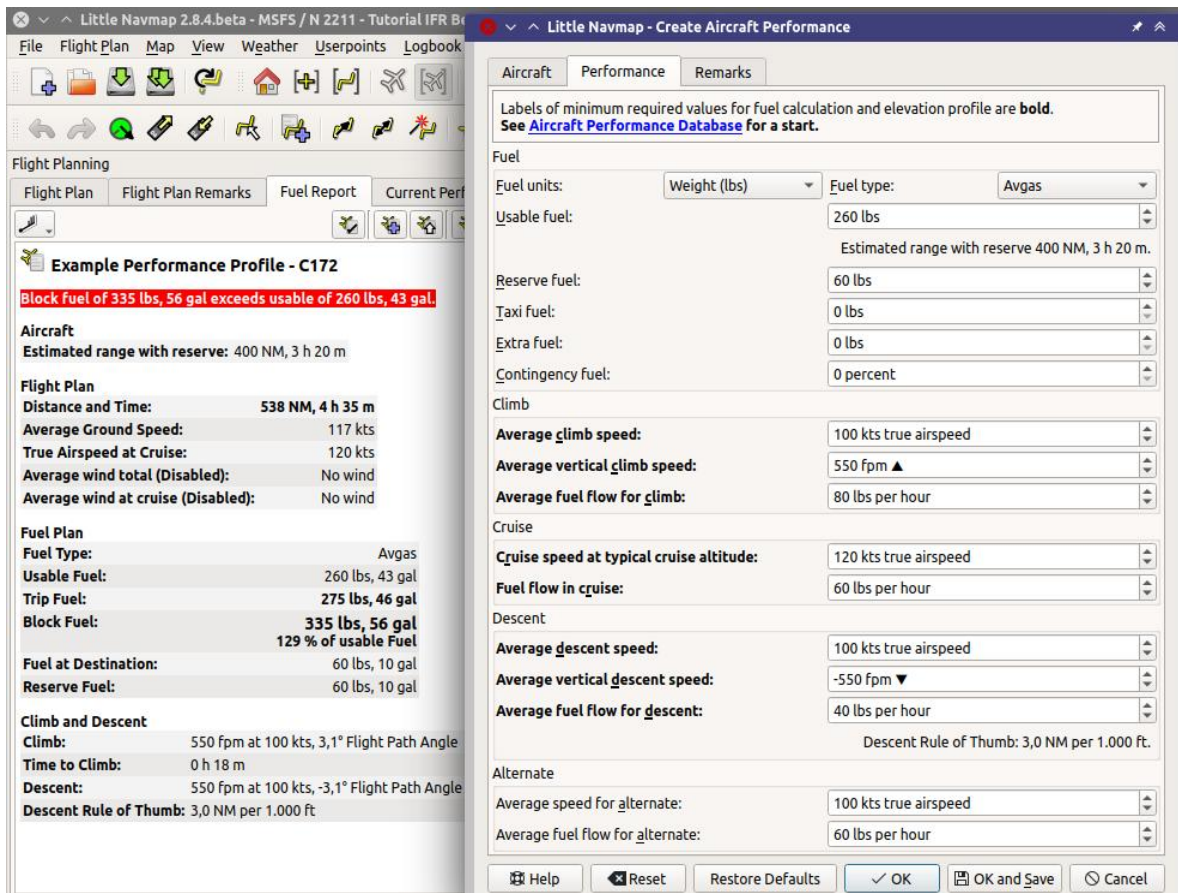 Little Navmap 2.8.4.beta - MSFS / N 2211 - Tutorial IFR Be
File Flight Plan Map View Weather Userpoints Logbook
Flight Planning
Flight Plan Flight Plan Remarks Fuel Report Current Perf
Example Performance Profile - C172
Block fuel of 335 lbs, 56 gal exceeds usable of 260 lbs, 43 gal.
Aircraft
Estimated range with reserve: 400 NM, 3 h 20 m
Flight Plan
Distance and Time: 538 NM, 4 h 35 m
Average Ground Speed: 117 kts
True Airspeed at Cruise: 120 kts
Average wind total (Disabled): No wind
Average wind at cruise (Disabled): No wind
Fuel Plan
Fuel Type: Avgas
Usable Fuel: 260 lbs, 43 gal
Trip Fuel: 275 lbs, 46 gal
Block Fuel: 335 lbs, 56 gal
129 % of usable Fuel
Fuel at Destination: 60 lbs, 10 gal
Reserve Fuel: 60 lbs, 10 gal
Climb and Descent
Climb: 550 fpm at 100 kts, 3,1° Flight Path Angle
Time to Climb: 0 h 18 m
Descent: 550 fpm at 100 kts, -3,1° Flight Path Angle
Descent Rule of Thumb: 3,0 NM per 1.000 ft
Little Navmap - Create Aircraft Performance
Aircraft Performance Remarks
Labels of minimum required values for fuel calculation and elevation profile are bold.
See Aircraft Performance Database for a start.
Fuel
Fuel units: Weight (lbs) Fuel type: Avgas
Usable fuel: 260 lbs
Estimated range with reserve 400 NM, 3 h 20 m.
Reserve fuel: 60 lbs
Taxi fuel: 0 lbs
Extra fuel: 0 lbs
Contingency fuel: 0 percent
Climb
Average climb speed: 100 kts true airspeed
Average vertical climb speed: 550 fpm ▲
Average fuel flow for climb: 80 lbs per hour
Cruise
Cruise speed at typical cruise altitude: 120 kts true airspeed
Fuel flow in cruise: 60 lbs per hour
Descent
Average descent speed: 100 kts true airspeed
Average vertical descent speed: -550 fpm ▼
Average fuel flow for descent: 40 lbs per hour
Descent Rule of Thumb: 3,0 NM per 1.000 ft.
Alternate
Average speed for alternate: 100 kts true airspeed
Average fuel flow for alternate: 60 lbs per hour
Help Reset Restore Defaults OK OK and Save Cancel